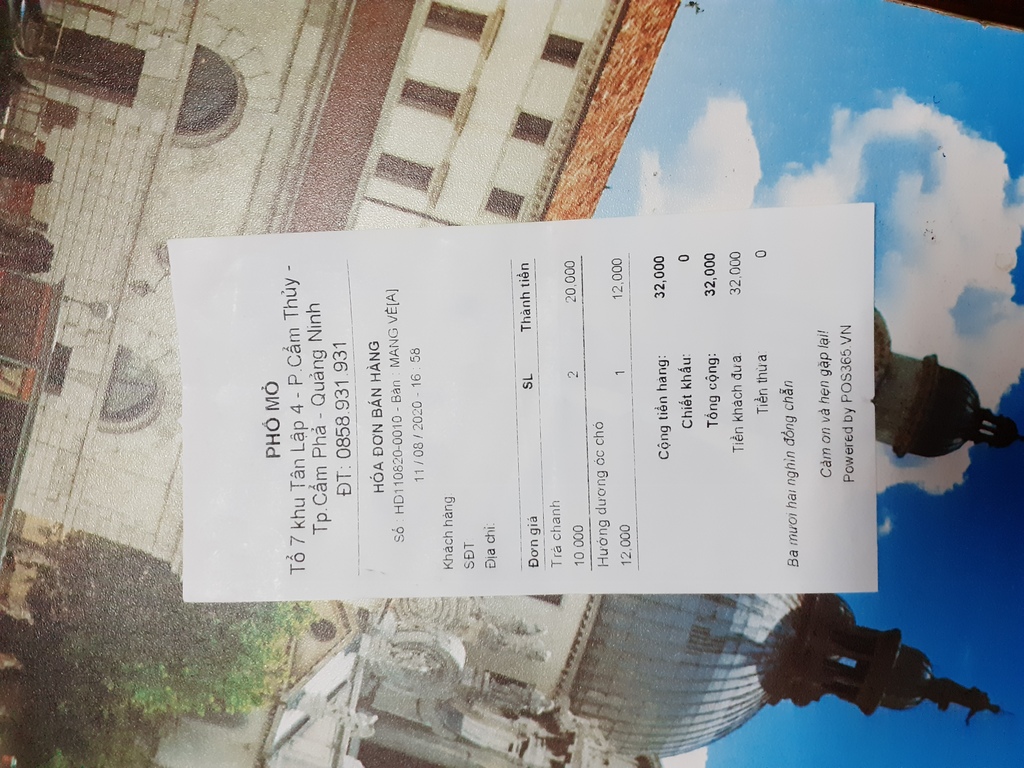 PHỐ MỎ
Tổ 7 khu Tân Lập 4 - P.Cẩm Thủy -
Tp.Cẩm Phả - Quảng Ninh
ĐT: 0858.931 931
HÓA ĐƠN BÁN HÀNG
Số : HD110820-0010 - Bàn : MANG VỀ[A]
11 / 08 / 2020 - 16 : 58
Khách hàng
SĐT
Địa chỉ:
Đơn giá SL Thành tiền
Trà chanh
10.000 2 20,000
Hướng dương óc chó
12.000 1 12,000
Cộng tiền hàng: 32,000
Chiết khấu: 0
Tổng cộng: 32,000
Tiền khách đưa 32,000
Tiền thừa 0
Ba mươi hai nghìn đồng chẵn
Cảm ơn và hẹn gặp lại!
Powered by POS365.VN